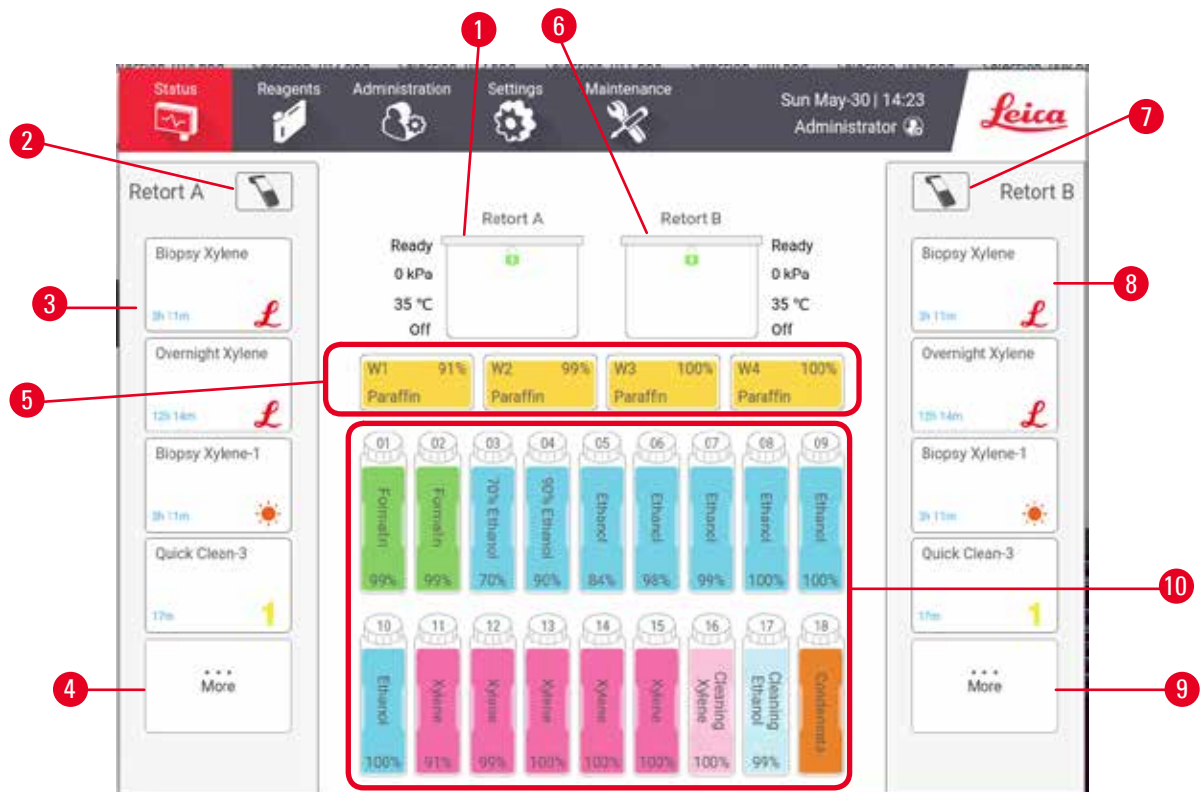 1
6
Status
Reagents
Administration
Settings
Maintenance
Sun May-30 | 14:23
Administrator
Leica
7
2
Retort A
Retort B
Retort A
Retort B
Biopsy Xylene
3h 11m
L
3
Ready
0 kPa
35 °C
Off
Ready
0 kPa
35 °C
Off
Biopsy Xylene
3h 11m
L
8
Overnight Xylene
12h 14m
L
5
W1 91%
Paraffin
W2 99%
Paraffin
W3 100%
Paraffin
W4 100%
Paraffin
Overnight Xylene
12h 14m
L
Biopsy Xylene-1
3h 11m
Biopsy Xylene-1
3h 11m
01 02 03 04 05 06 07 08 09
Formalin
Formalin
70% Ethanol
90% Ethanol
Ethanol
Ethanol
Ethanol
Ethanol
Ethanol
99% 99% 70% 90% 84% 98% 99% 100% 100%
Quick Clean-3
17m
1
Quick Clean-3
17m
1
10
10 11 12 13 14 15 16 17 18
Ethanol
Xylene
Xylene
Xylene
Xylene
Xylene
Cleaning
Xylene
Cleaning
Ethanol
Condensata
100% 91% 99% 100% 100% 100% 100% 99%
4
... More
... More
9